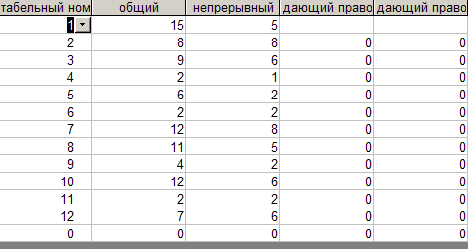 табельный ном общий непрерывный дающий право дающий право
1 15 5
2 8 8 0 0
3 9 6 0 0
4 2 1 0 0
5 6 2 0 0
6 2 2 0 0
7 12 8 0 0
8 11 5 0 0
9 4 2 0 0
10 12 6 0 0
11 2 2 0 0
12 7 6 0 0
0 0 0 0 0